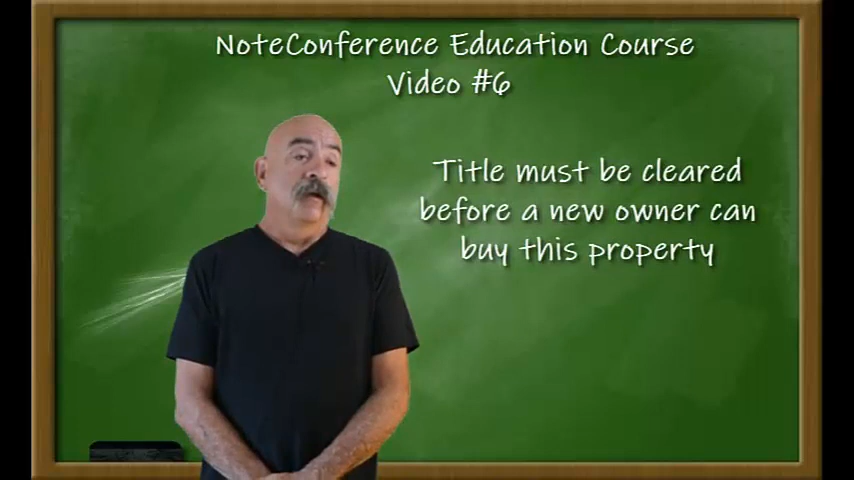 NoteConference Education Course
Video #6
Title must be cleared
before a new owner can
buy this property